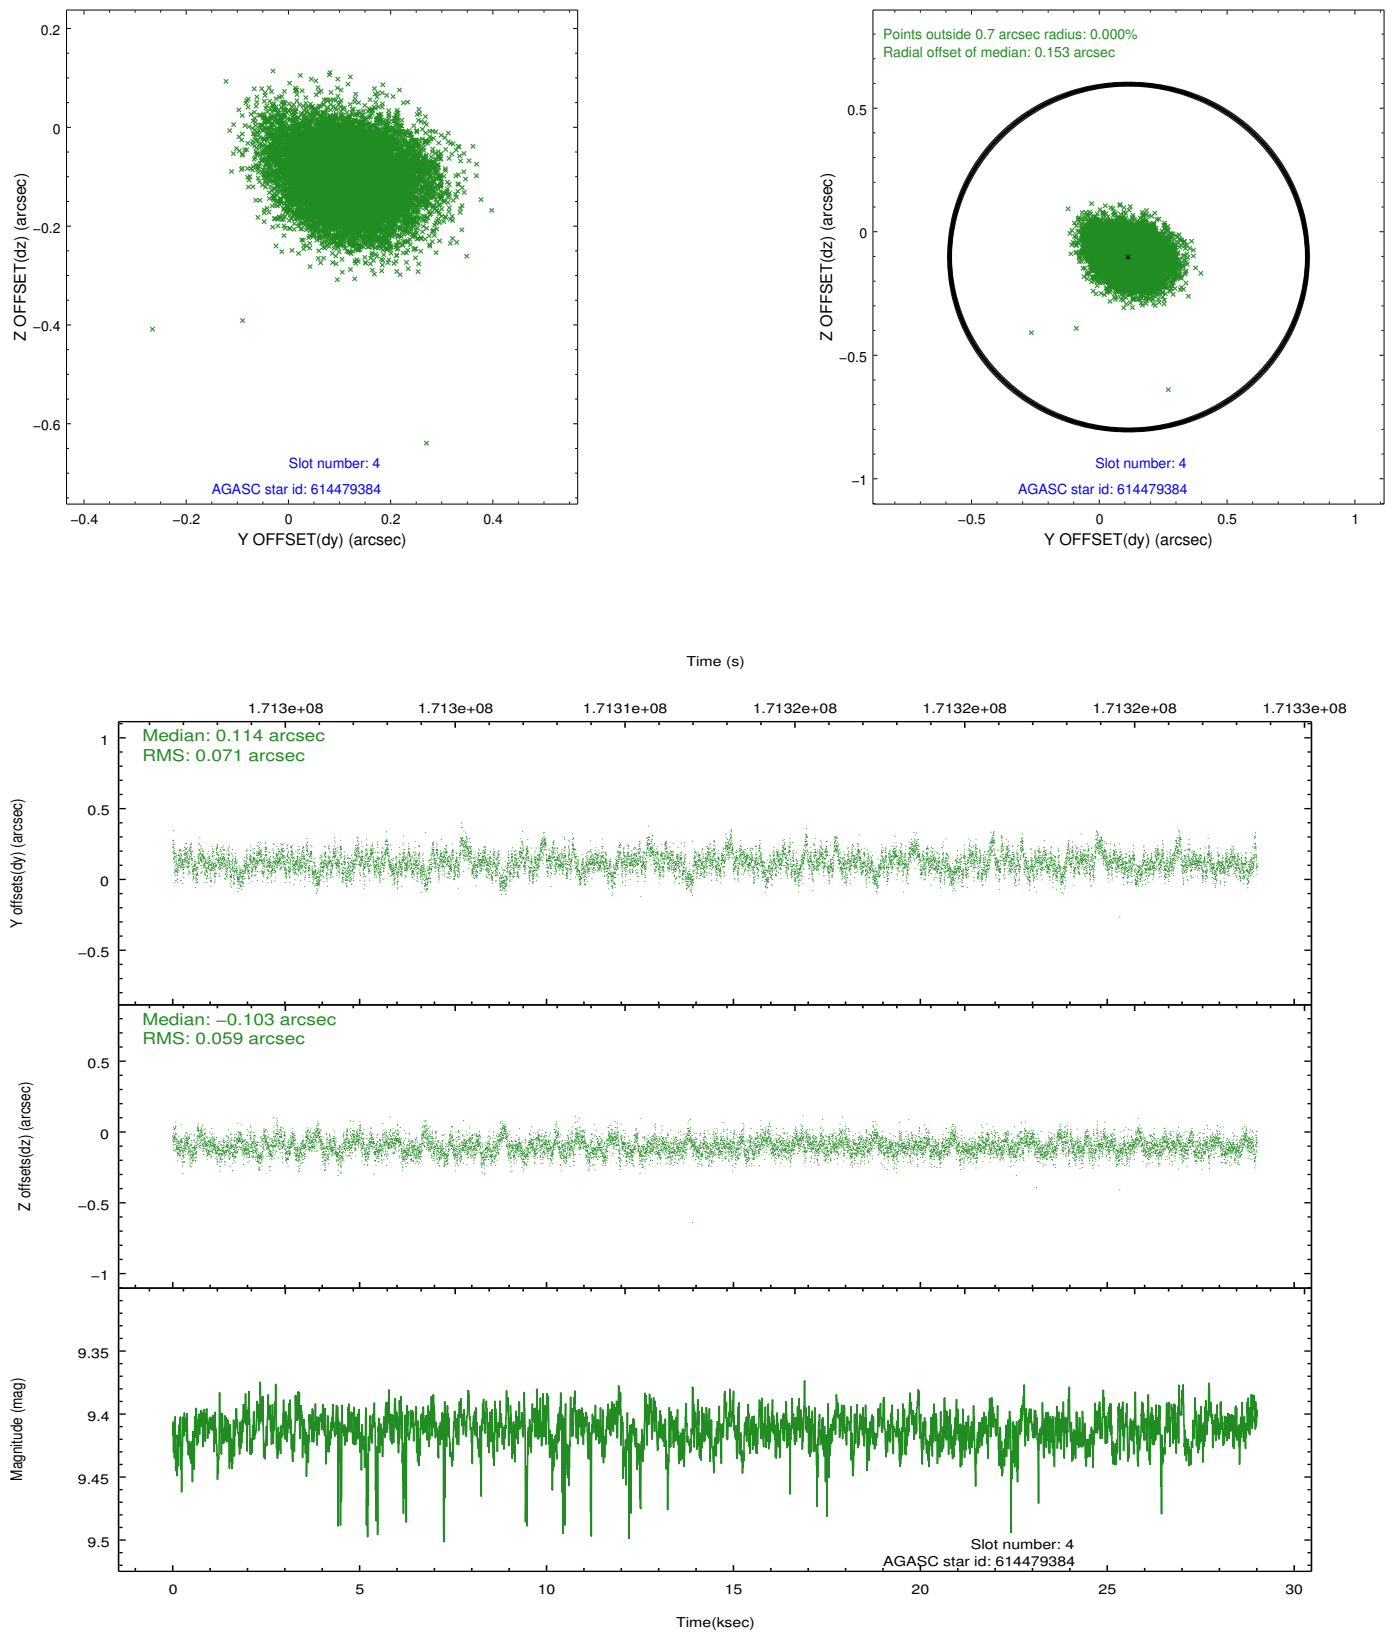 0.2
0
−0.2
−0.4
−0.6
Z OFFSET(dz) (arcsec)
Slot number: 4
AGASC star id: 614479384
−0.4
−0.2
0
0.2
0.4
Y OFFSET(dy) (arcsec)
Points outside 0.7 arcsec radius: 0.000%
Radial offset of median: 0.153 arcsec
0.5
0
−0.5
−1
Z OFFSET(dz) (arcsec)
Slot number: 4
AGASC star id: 614479384
−0.5
0
0.5
1
Y OFFSET(dy) (arcsec)
Time (s)
1.713e+08
1.713e+08
1.7131e+08
1.7132e+08
1.7132e+08
1.7132e+08
1.7133e+08
Median: 0.114 arcsec
RMS: 0.071 arcsec
1
0.5
0
−0.5
Y offsets(dy) (arcsec)
Median: −0.103 arcsec
RMS: 0.059 arcsec
0.5
0
−0.5
−1
Z offsets(dz) (arcsec)
9.35
9.4
9.45
9.5
Magnitude (mag)
Slot number: 4
AGASC star id: 614479384
0
5
10
15
20
25
30
Time(ksec)